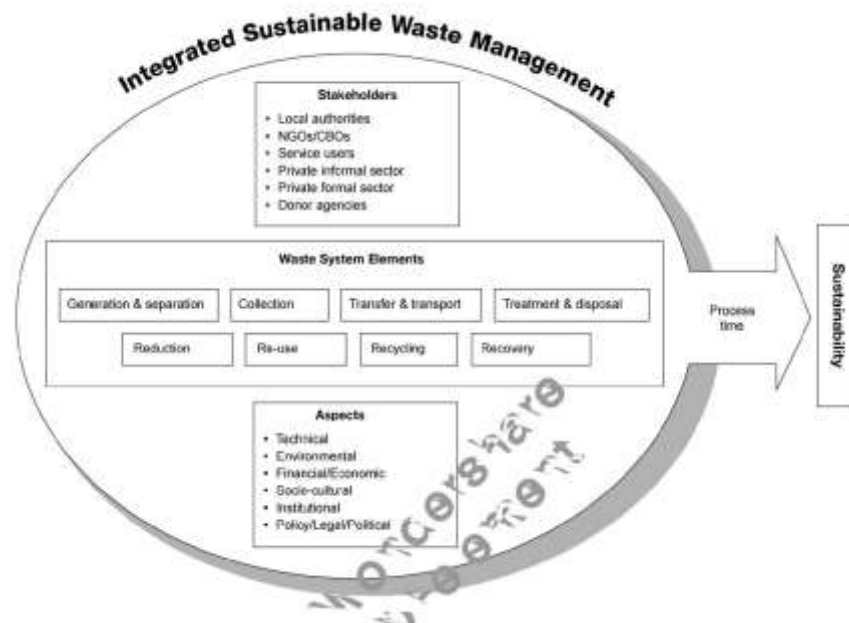 Integrated Sustainable Waste Management
Stakeholders
• Local authorities
• NGOs/CBOs
• Service users
• Private informal sector
• Private formal sector
• Donor agencies
Waste System Elements
Generation & separation
Collection
Transfer & transport
Treatment & disposal
Reduction
Re-use
Recycling
Recovery
Process
time
Sustainability
Aspects
• Technical
• Environmental
• Financial/Economic
• Socio-cultural
• Institutional
• Policy/Legal/Political
Wondershare